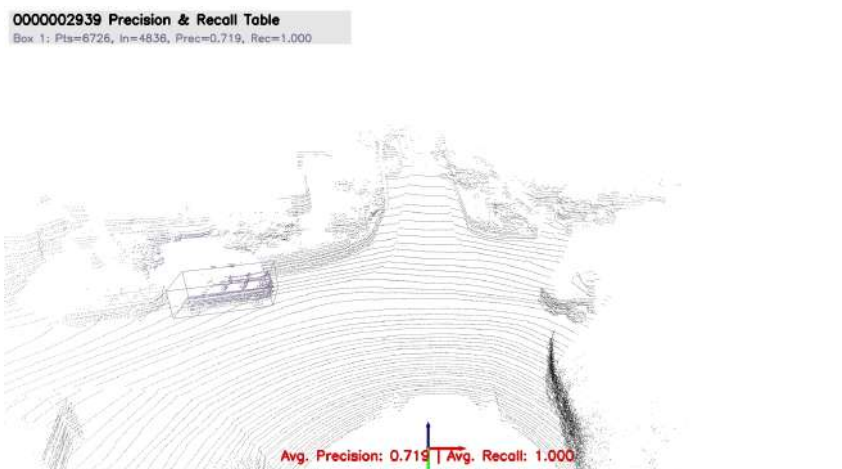 0000002939 Precision & Recall Table
Box 1: Pts=6726, In=4836, Prec=0.719, Rec=1.000
Avg. Precision: 0.719 | Avg. Recall: 1.000